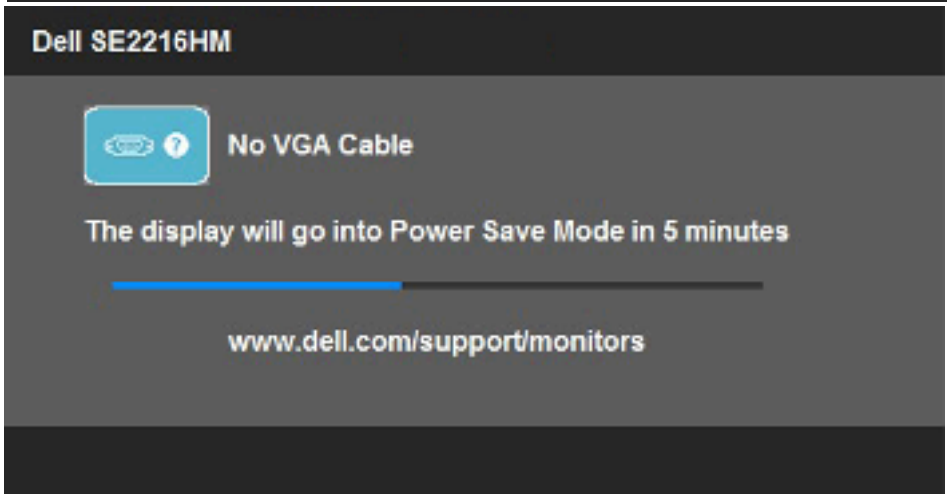 Dell SE2216HM
? No VGA Cable
The display will go into Power Save Mode in 5 minutes
www.dell.com/support/monitors